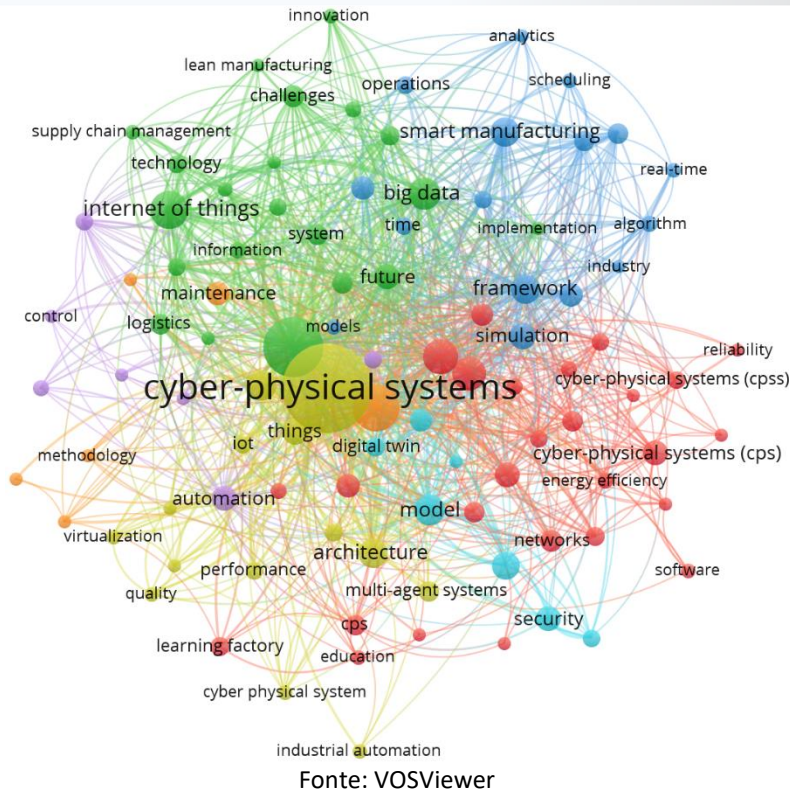 innovation
analytics
lean manufacturing
operations
scheduling
challenges
supply chain management
smart manufacturing
technology
real-time
big data
internet of things
time
implementation
algorithm
system
information
industry
future
framework
maintenance
control
logistics
models
simulation
reliability
cyber-physical systems
cyber-physical systems (cpss)
things
iot
digital twin
methodology
cyber-physical systems (cps)
energy efficiency
automation
model
virtualization
networks
architecture
performance
software
quality
multi-agent systems
security
cps
learning factory
education
cyber physical system
industrial automation
Fonte: VOSViewer